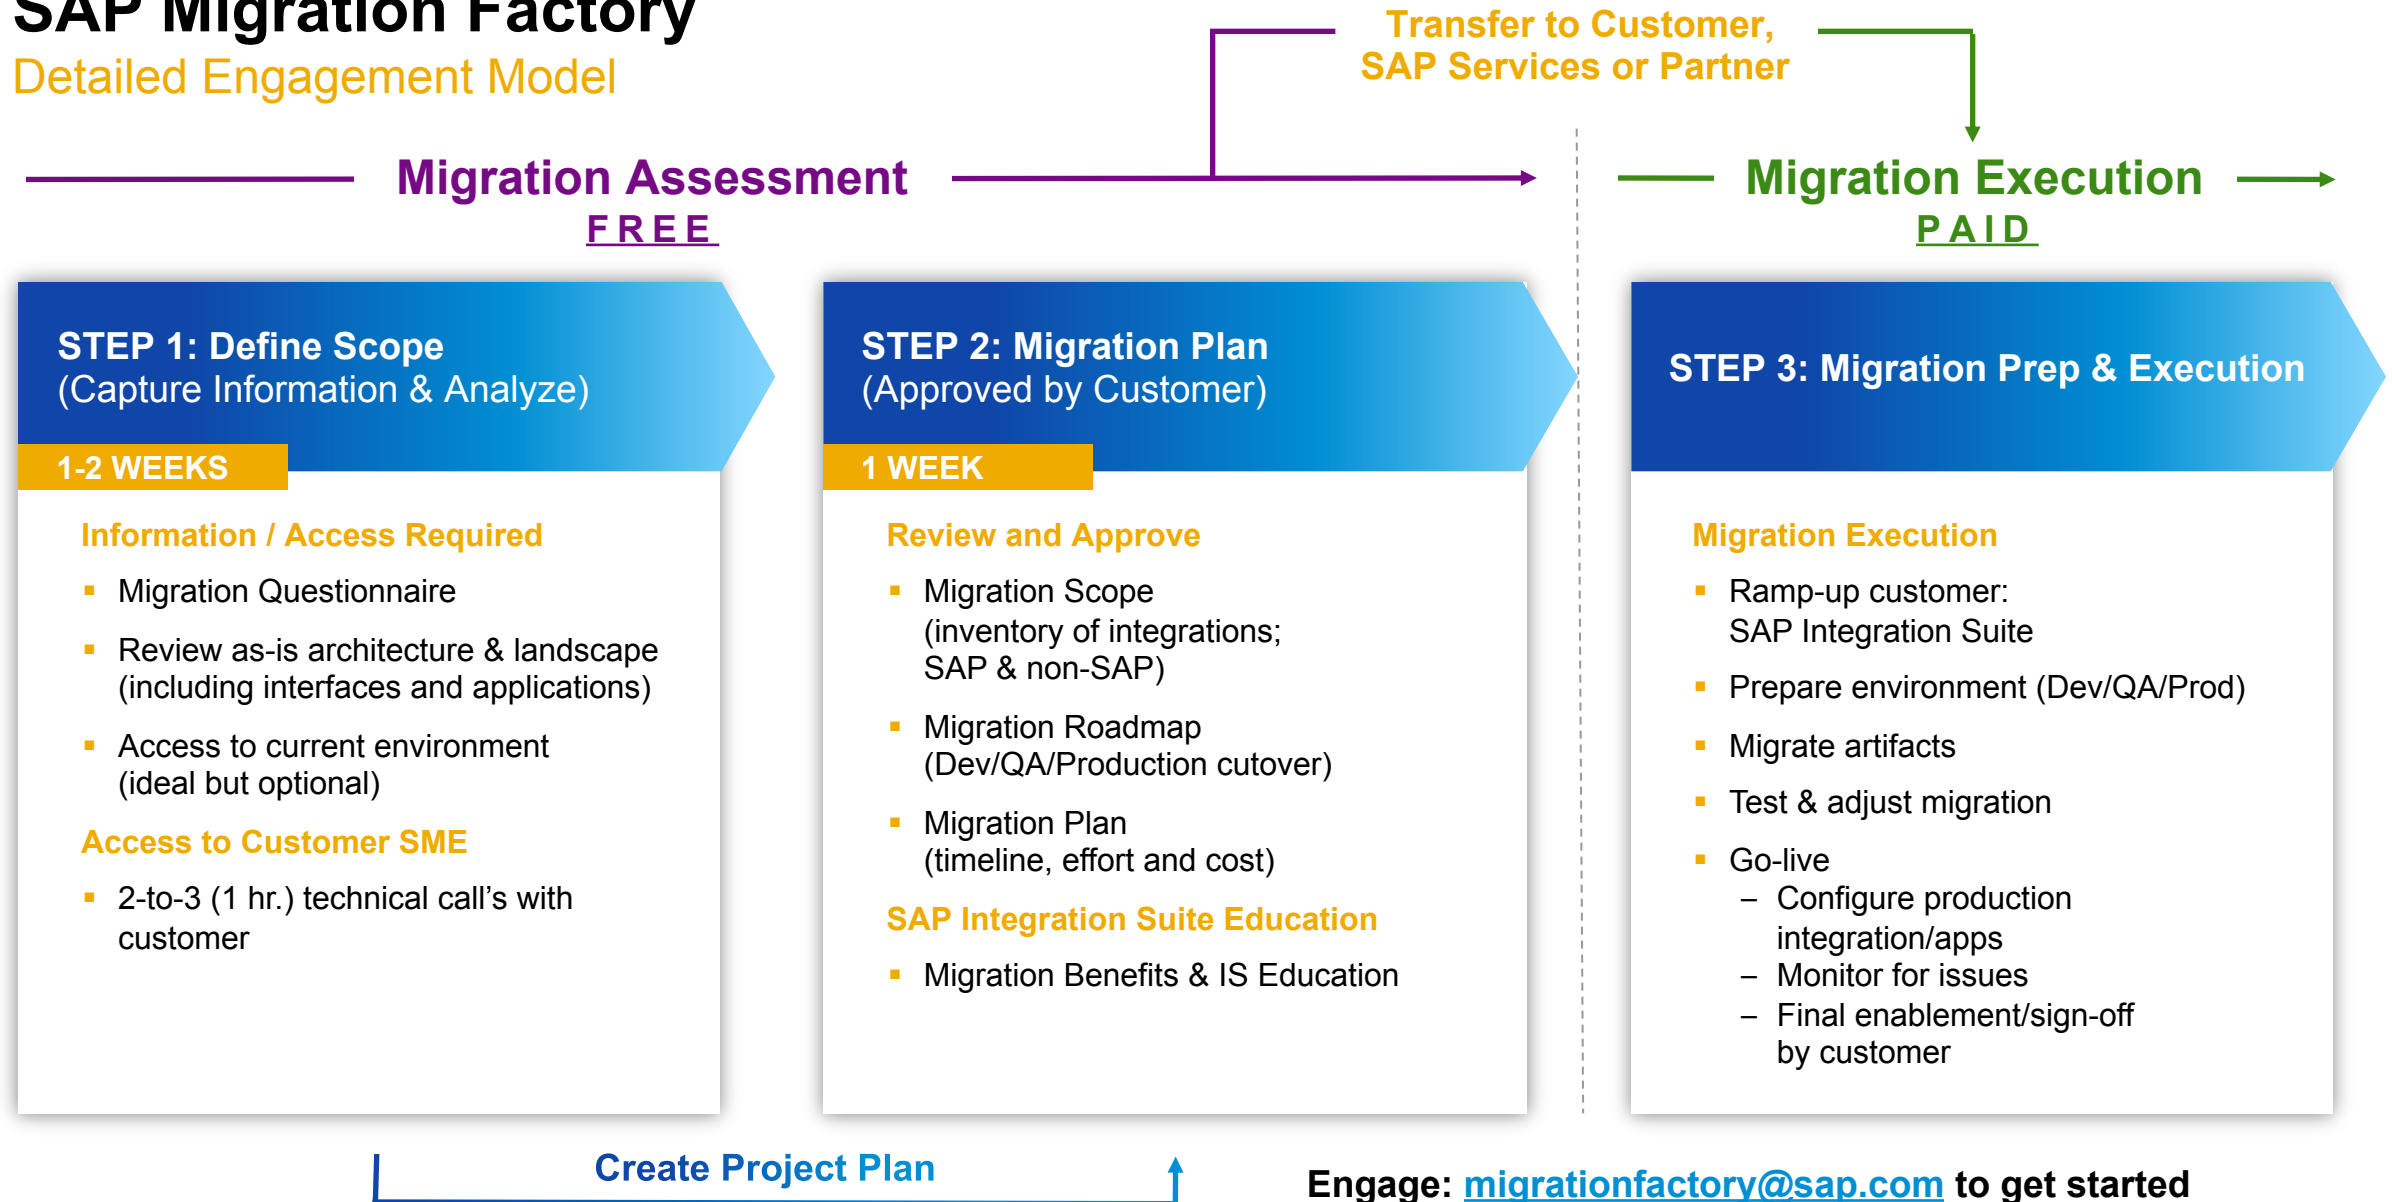 SAP Migration Factory
Detailed Engagement Model
Transfer to Customer,
SAP Services or Partner
Migration Assessment
FREE
Migration Execution
PAID
STEP 1: Define Scope
(Capture Information & Analyze)
1-2 WEEKS
Information / Access Required
▪ Migration Questionnaire
▪ Review as-is architecture & landscape
(including interfaces and applications)
▪ Access to current environment
(ideal but optional)
Access to Customer SME
▪ 2-to-3 (1 hr.) technical call’s with
customer
STEP 2: Migration Plan
(Approved by Customer)
1 WEEK
Review and Approve
▪ Migration Scope
(inventory of integrations;
SAP & non-SAP)
▪ Migration Roadmap
(Dev/QA/Production cutover)
▪ Migration Plan
(timeline, effort and cost)
SAP Integration Suite Education
▪ Migration Benefits & IS Education
STEP 3: Migration Prep & Execution
Migration Execution
▪ Ramp-up customer:
SAP Integration Suite
▪ Prepare environment (Dev/QA/Prod)
▪ Migrate artifacts
▪ Test & adjust migration
▪ Go-live
– Configure production
integration/apps
– Monitor for issues
– Final enablement/sign-off
by customer
Create Project Plan
Engage: migrationfactory@sap.com to get started